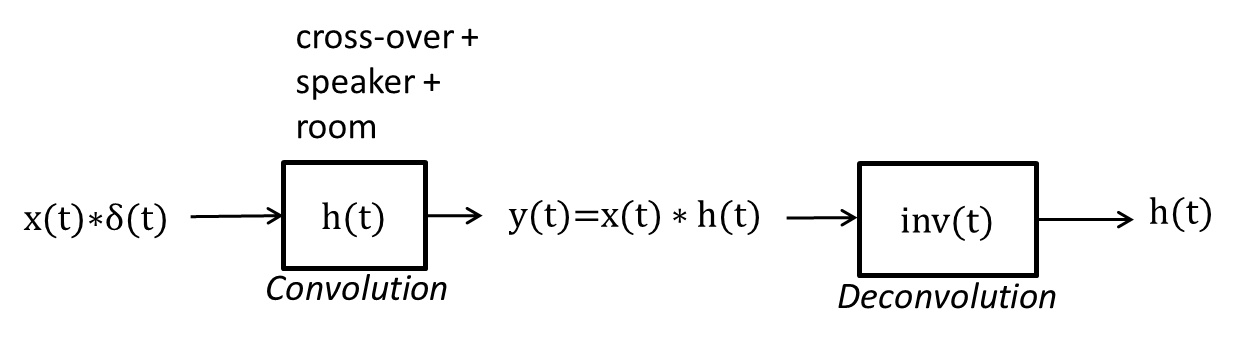 cross-over +
speaker +
room
x(t)∗δ(t)
h(t)
y(t)=x(t) ∗ h(t)
inv(t)
h(t)
Convolution
Deconvolution